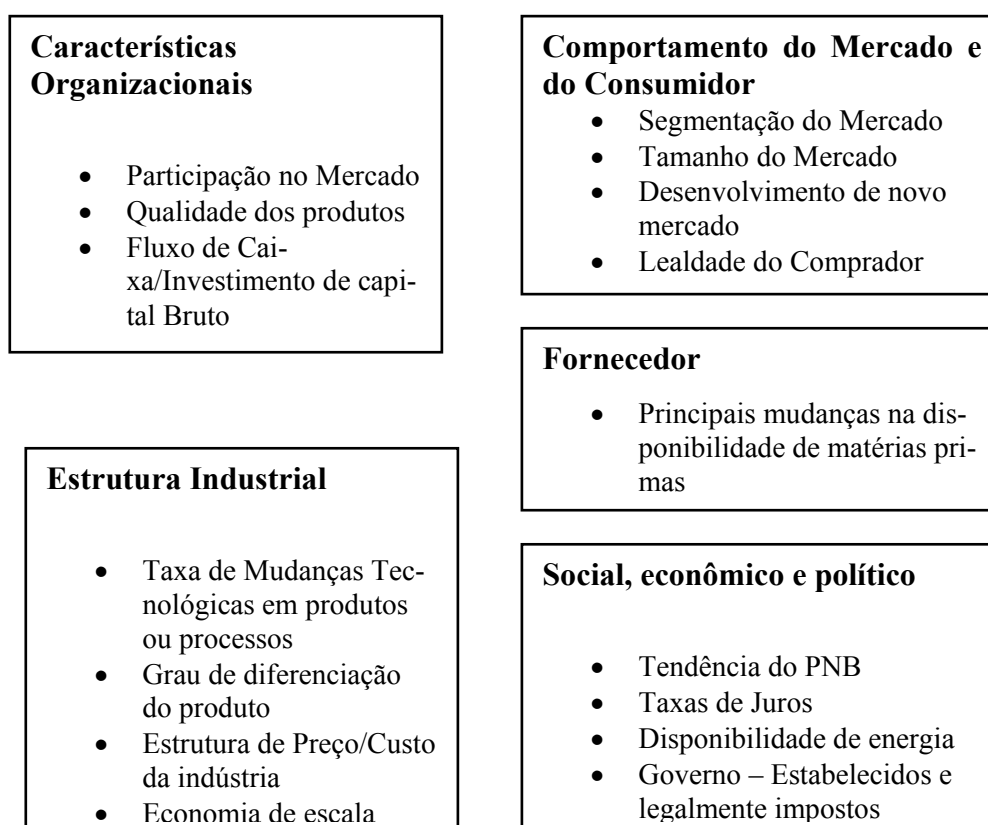 Características
Organizacionais
• Participação no Mercado
• Qualidade dos produtos
• Fluxo de Cai-
xa/Investimento de capi-
tal Bruto
Estrutura Industrial
• Taxa de Mudanças Tec-
nológicas em produtos
ou processos
• Grau de diferenciação
do produto
• Estrutura de Preço/Custo
da indústria
• Economia de escala
Comportamento do Mercado e
do Consumidor
• Segmentação do Mercado
• Tamanho do Mercado
• Desenvolvimento de novo
mercado
• Lealdade do Comprador
Fornecedor
• Principais mudanças na dis-
ponibilidade de matérias pri-
mas
Social, econômico e político
• Tendência do PNB
• Taxas de Juros
• Disponibilidade de energia
• Governo – Estabelecidos e
legalmente impostos